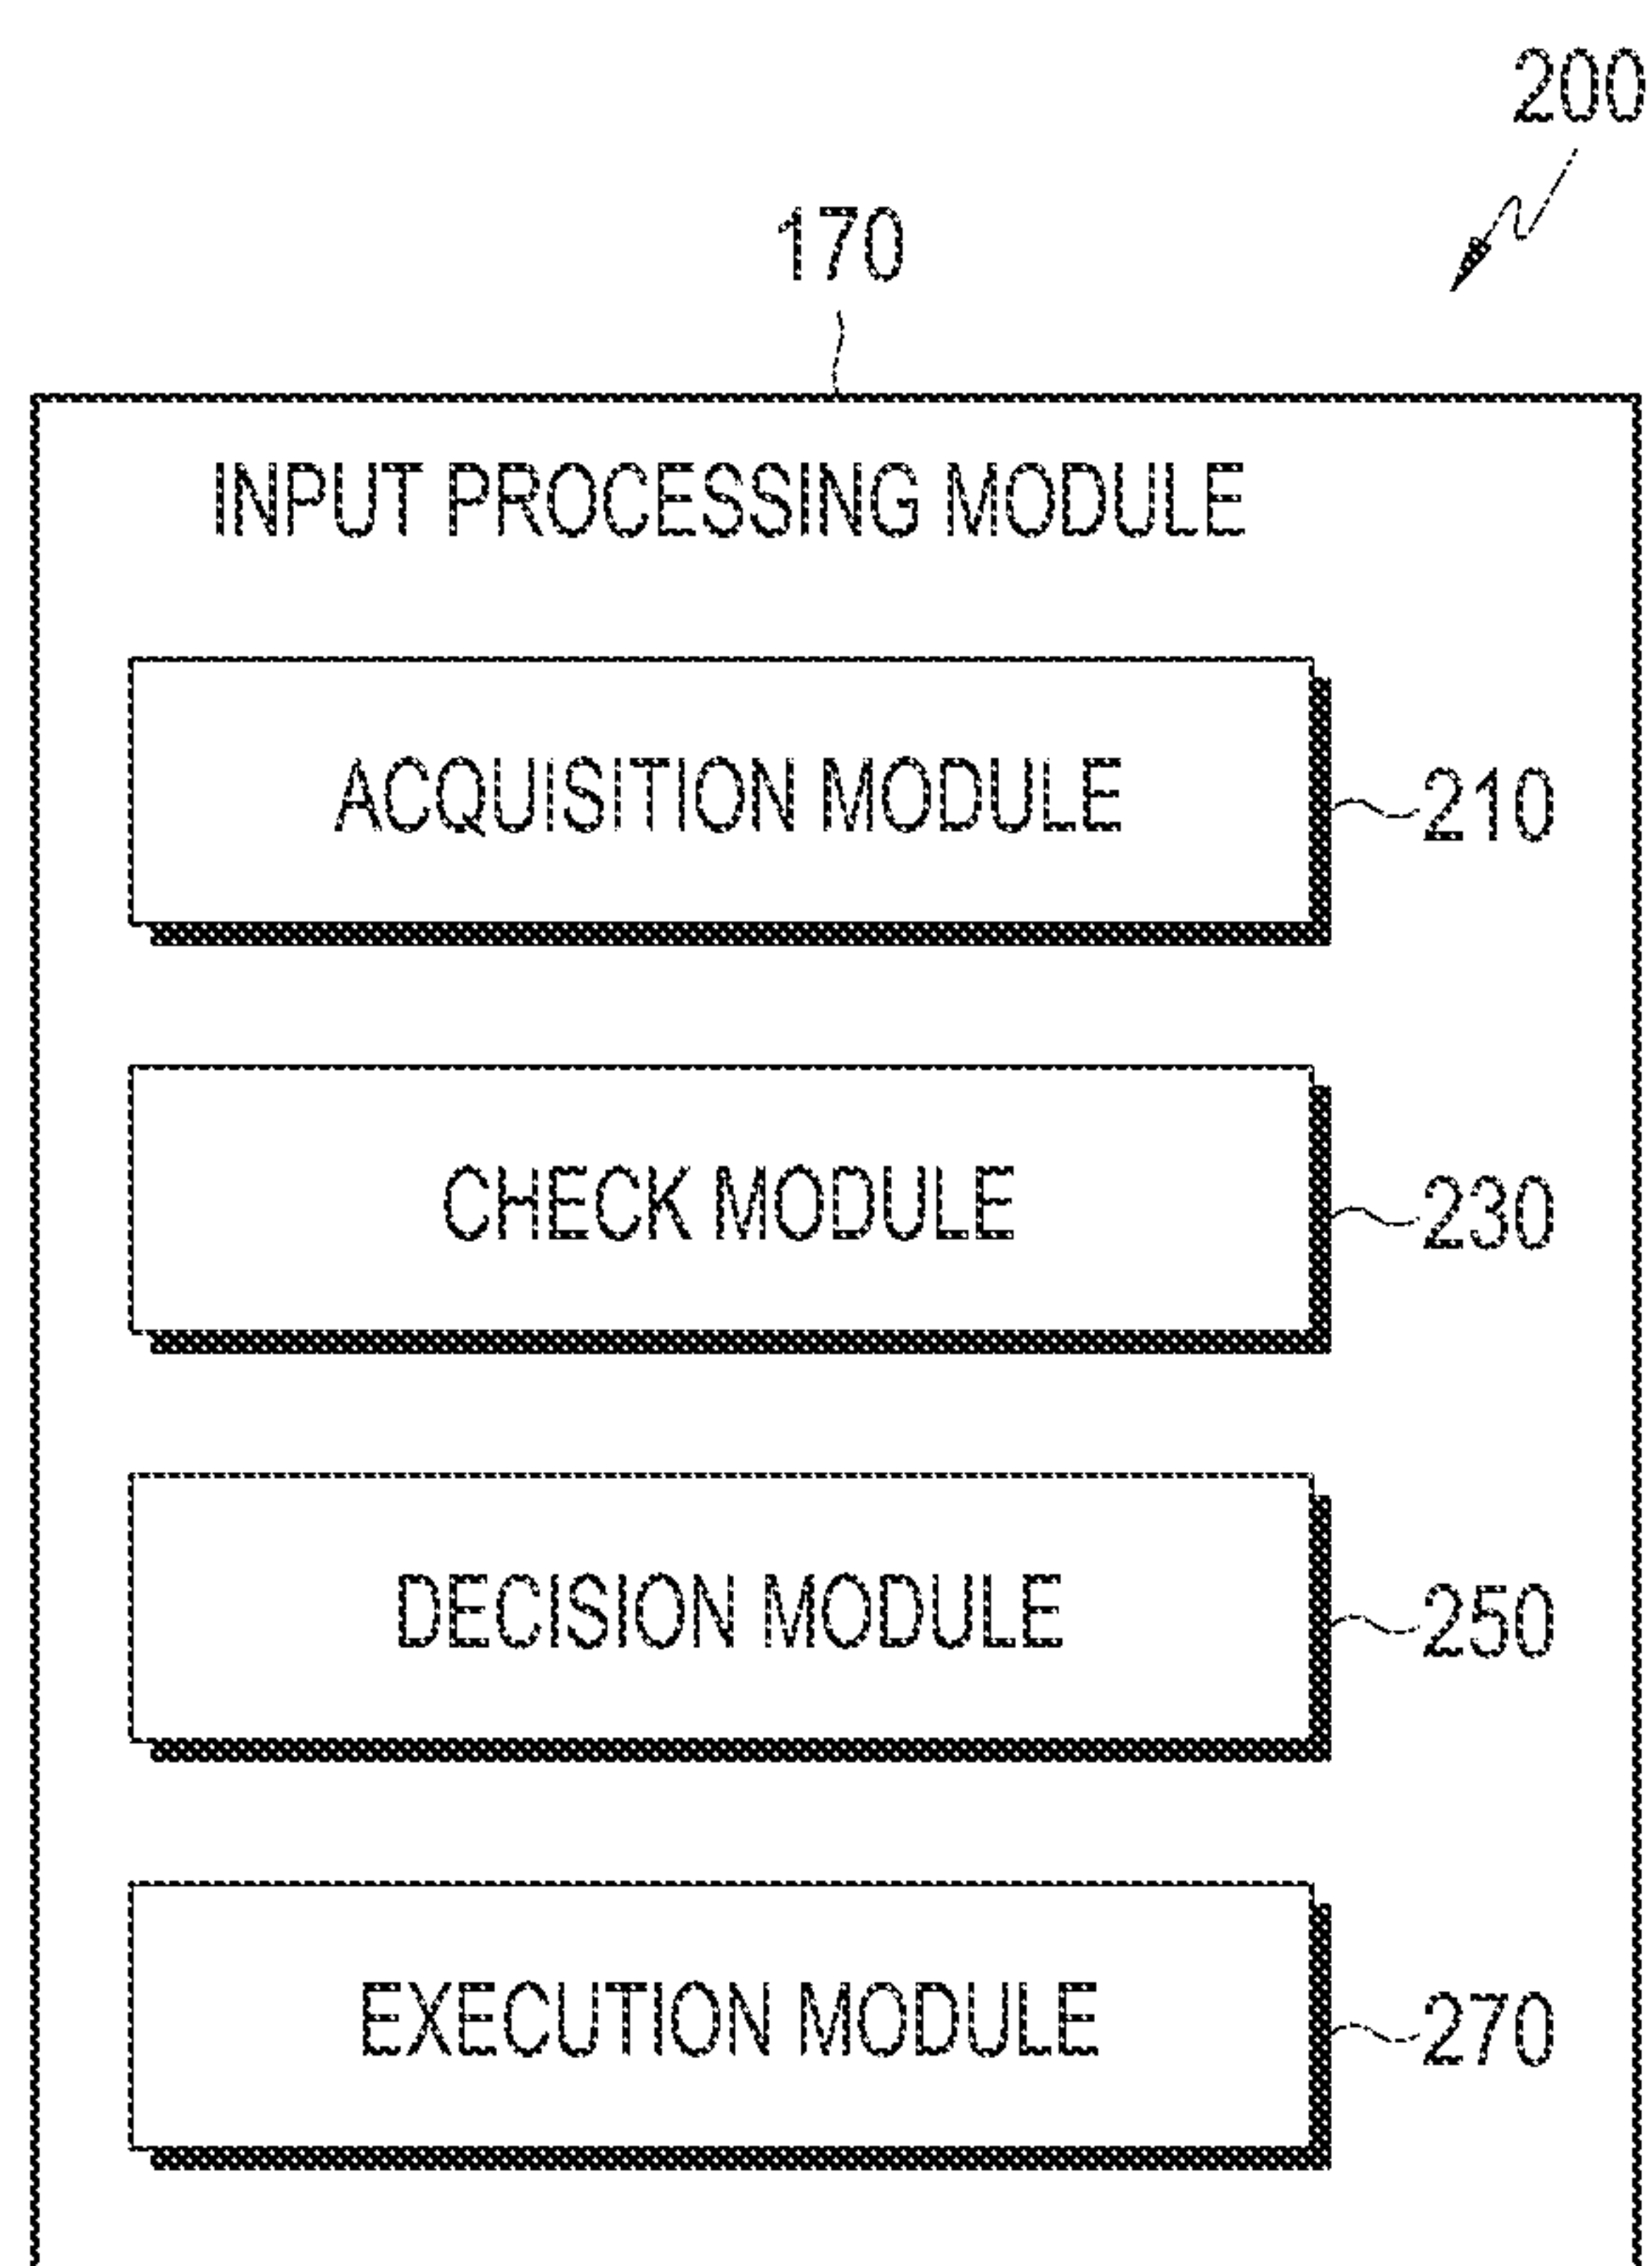 200
170
INPUT PROCESSING MODULE
ACQUISITION MODULE
210
CHECK MODULE
230
DECISION MODULE
250
EXECUTION MODULE
270